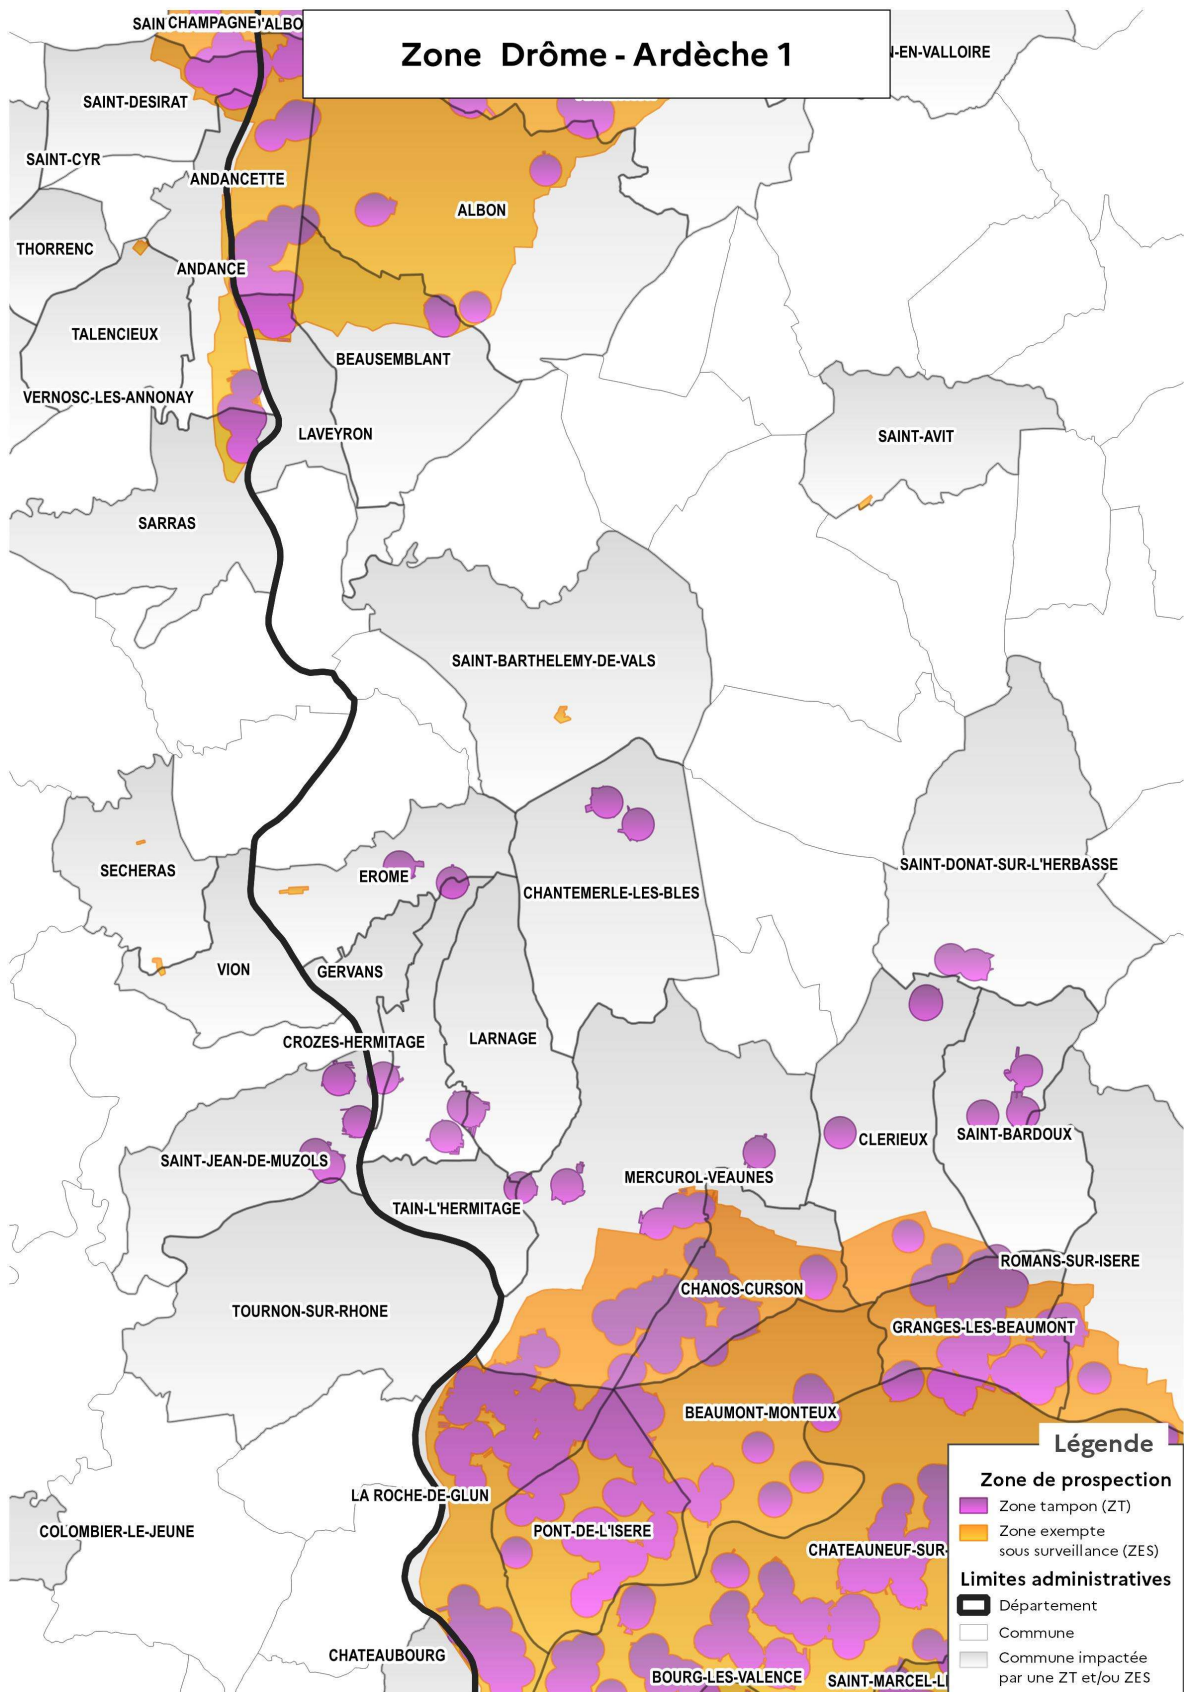 SAIN
CHAMPAGNE
'ALBO
Zone Drôme - Ardèche 1
N-EN-VALLOIRE
SAINT-DESIRAT
SAINT-CYR
ANDANCETTE
ALBON
THORRENC
ANDANCE
TALENCIEUX
BEAUSEMBLANT
VERNOSC-LES-ANNONAY
LAVEYRON
SAINT-AVIT
SARRAS
SAINT-BARTHELEMY-DE-VALS
SECHERAS
EROME
CHANTEMERLE-LES-BLES
SAINT-DONAT-SUR-L'HERBASSE
VION
GERVANS
CROZES-HERMITAGE
LARNAGE
CLERIEUX
SAINT-BARDOUX
SAINT-JEAN-DE-MUZOLS
MERCUROL-VEAUNES
TAIN-L'HERMITAGE
ROMANS-SUR-ISERE
CHANOS-CURSON
TOURNON-SUR-RHONE
GRANGES-LES-BEAUMONT
BEAUMONT-MONTEUX
LA ROCHE-DE-GLUN
PONT-DE-L'ISERE
COLOMBIER-LE-JEUNE
CHATEAUNEUF-SUR-
CHATEAUBOURG
BOURG-LES-VALENCE
SAINT-MARCEL-L
Légende
Zone de prospection
Zone tampon (ZT)
Zone exempte
sous surveillance (ZES)
Limites administratives
Département
Commune
Commune impactée
par une ZT et/ou ZES